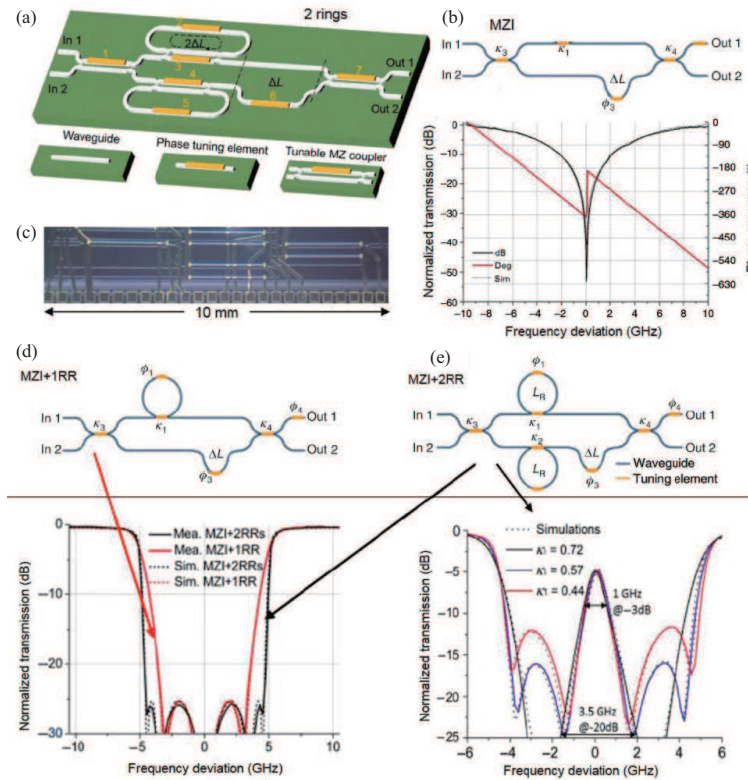 (a)
2 rings
In 1
In 2
1
2
2ΔL
3
4
5
6
ΔL
7
Out 1
Out 2
Waveguide
Phase tuning element
Tunable MZ coupler
(b)
MZI
In 1
In 2
κ3
κ1
κ4
ΔL
ϕ3
Out 1
Out 2
Normalized transmission (dB)
0
−10
−20
−30
−40
−50
−60
0
−90
−180
−270
−360
−450
−540
−630
dB
Deg
Sim
−10 −8 −6 −4 −2 0 2 4 6 8 10
Frequency deviation (GHz)
(c)
10 mm
(d)
MZI+1RR
ϕ1
In 1
In 2
κ3
κ1
κ4
ϕ4
ΔL
ϕ3
Out 1
Out 2
(e)
MZI+2RR
ϕ1
LR
In 1
In 2
κ3
κ1
κ2
κ4
ϕ4
ΔL
ϕ3
LR
Out 1
Out 2
Waveguide
Tuning element
Normalized transmission (dB)
0
−10
−20
−30
Mea. MZI+2RRs
Mea. MZI+1RR
Sim. MZI+2RRs
Sim. MZI+1RR
−10 −5 0 5 10
Frequency deviation (GHz)
Normalized transmission (dB)
0
−5
−10
−15
−20
−25
Simulations
κ1 = 0.72
κ1 = 0.57
κ1 = 0.44
1 GHz
@−3dB
3.5 GHz
@-20dB
−6 −4 −2 0 2 4 6
Frequency deviation (GHz)